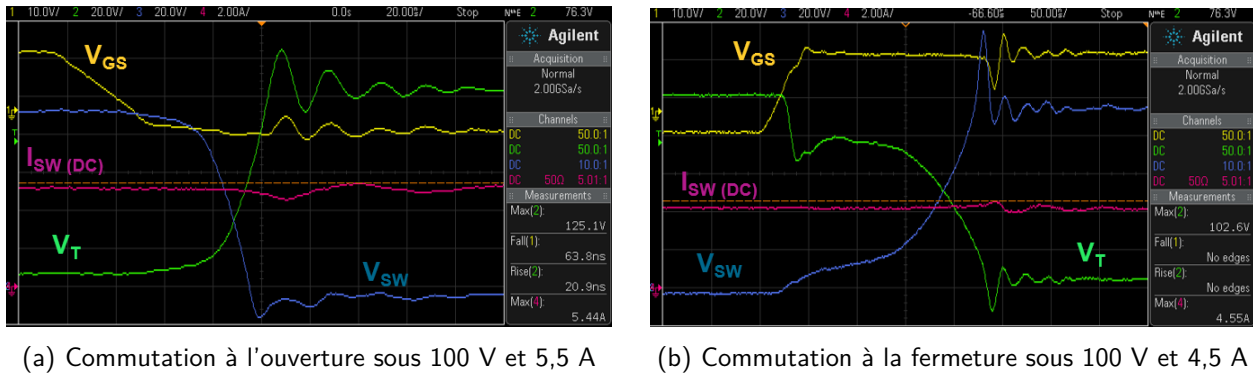 1 10.0V/ 2 20.0V/ 3 20.0V/ 4 2.00A/ 0.0s 20.00s/ Stop 2 76.3V
Agilent
Acquisition
Normal
2.00GSa/s
Channels
DC 50.0:1
DC 50.0:1
DC 10.0:1
DC 50Ω 5.01:1
Measurements
Max(2):
125.1V
Fall(1):
63.8ns
Rise(2):
20.9ns
Max(4):
5.44A
VGS
ISW (DC)
VT
VSW
1 10.0V/ 2 20.0V/ 3 20.0V/ 4 2.00A/ 50.00s/ Stop 2 76.3V
Agilent
Acquisition
Normal
2.00GSa/s
Channels
DC 50.0:1
DC 50.0:1
DC 10.0:1
DC 50Ω 5.01:1
Measurements
Max(2):
102.6V
Fall(1):
No edges
Rise(2):
No edges
Max(4):
4.55A
VGS
ISW (DC)
VSW
VT
(a) Commutation à l'ouverture sous 100 V et 5,5 A
(b) Commutation à la fermeture sous 100 V et 4,5 A